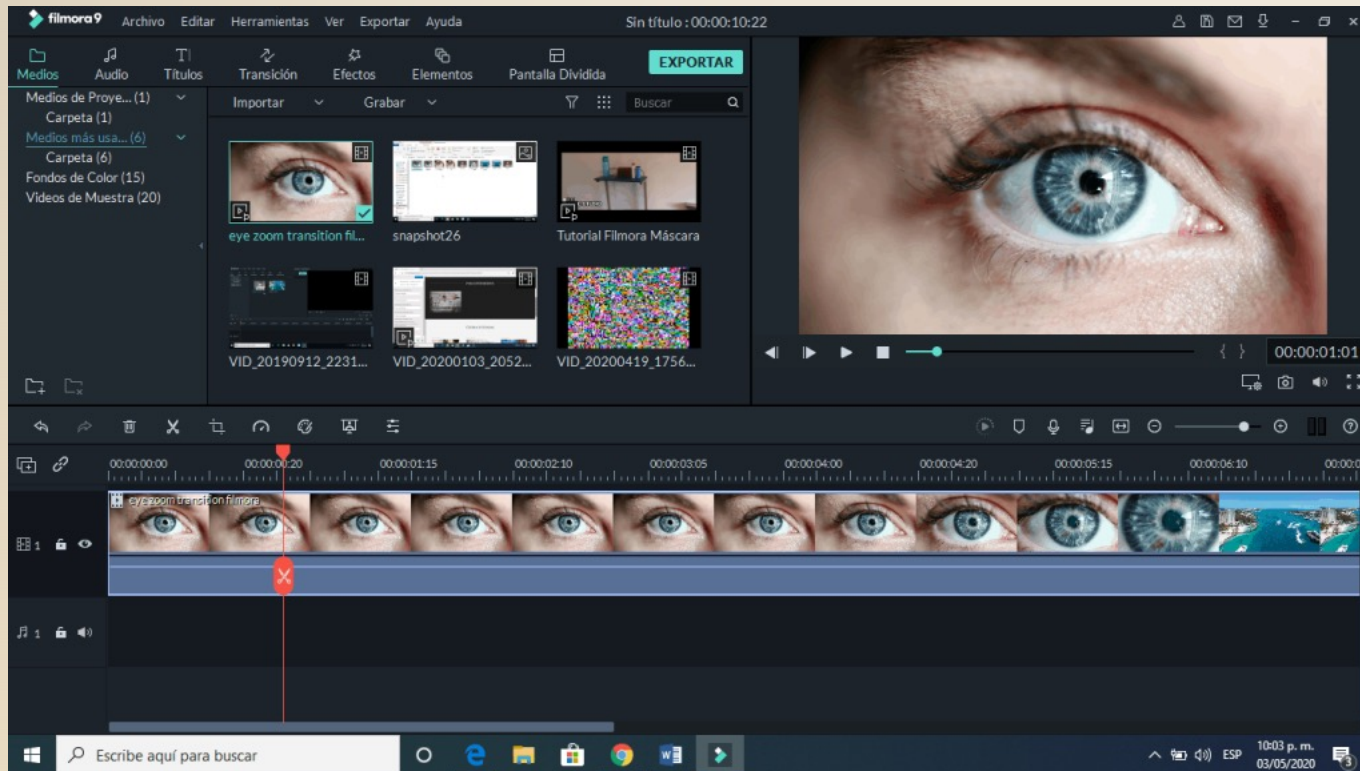 filmora9 Archivo Editar Herramientas Ver Exportar Ayuda Sin título : 00:00:10:22
Medios Audio Títulos Transición Efectos Elementos Pantalla Dividida EXPORTAR
Medios de Proye... (1)
Carpeta (1)
Medios más usa... (6)
Carpeta (6)
Fondos de Color (15)
Videos de Muestra (20)
Importar Grabar Buscar
eye zoom transition fil... snapshot26 Tutorial Filmora Máscara
VID_20190912_2231... VID_20200103_2052... VID_20200419_1756...
{ } 00:00:01:01
00:00:00:00 00:00:00:20 00:00:01:15 00:00:02:10 00:00:03:05 00:00:04:00 00:00:04:20 00:00:05:15 00:00:06:10
eye zoom transition filmora
1
1
Escribe aquí para buscar
ESP
10:03 p. m.
03/05/2020
3